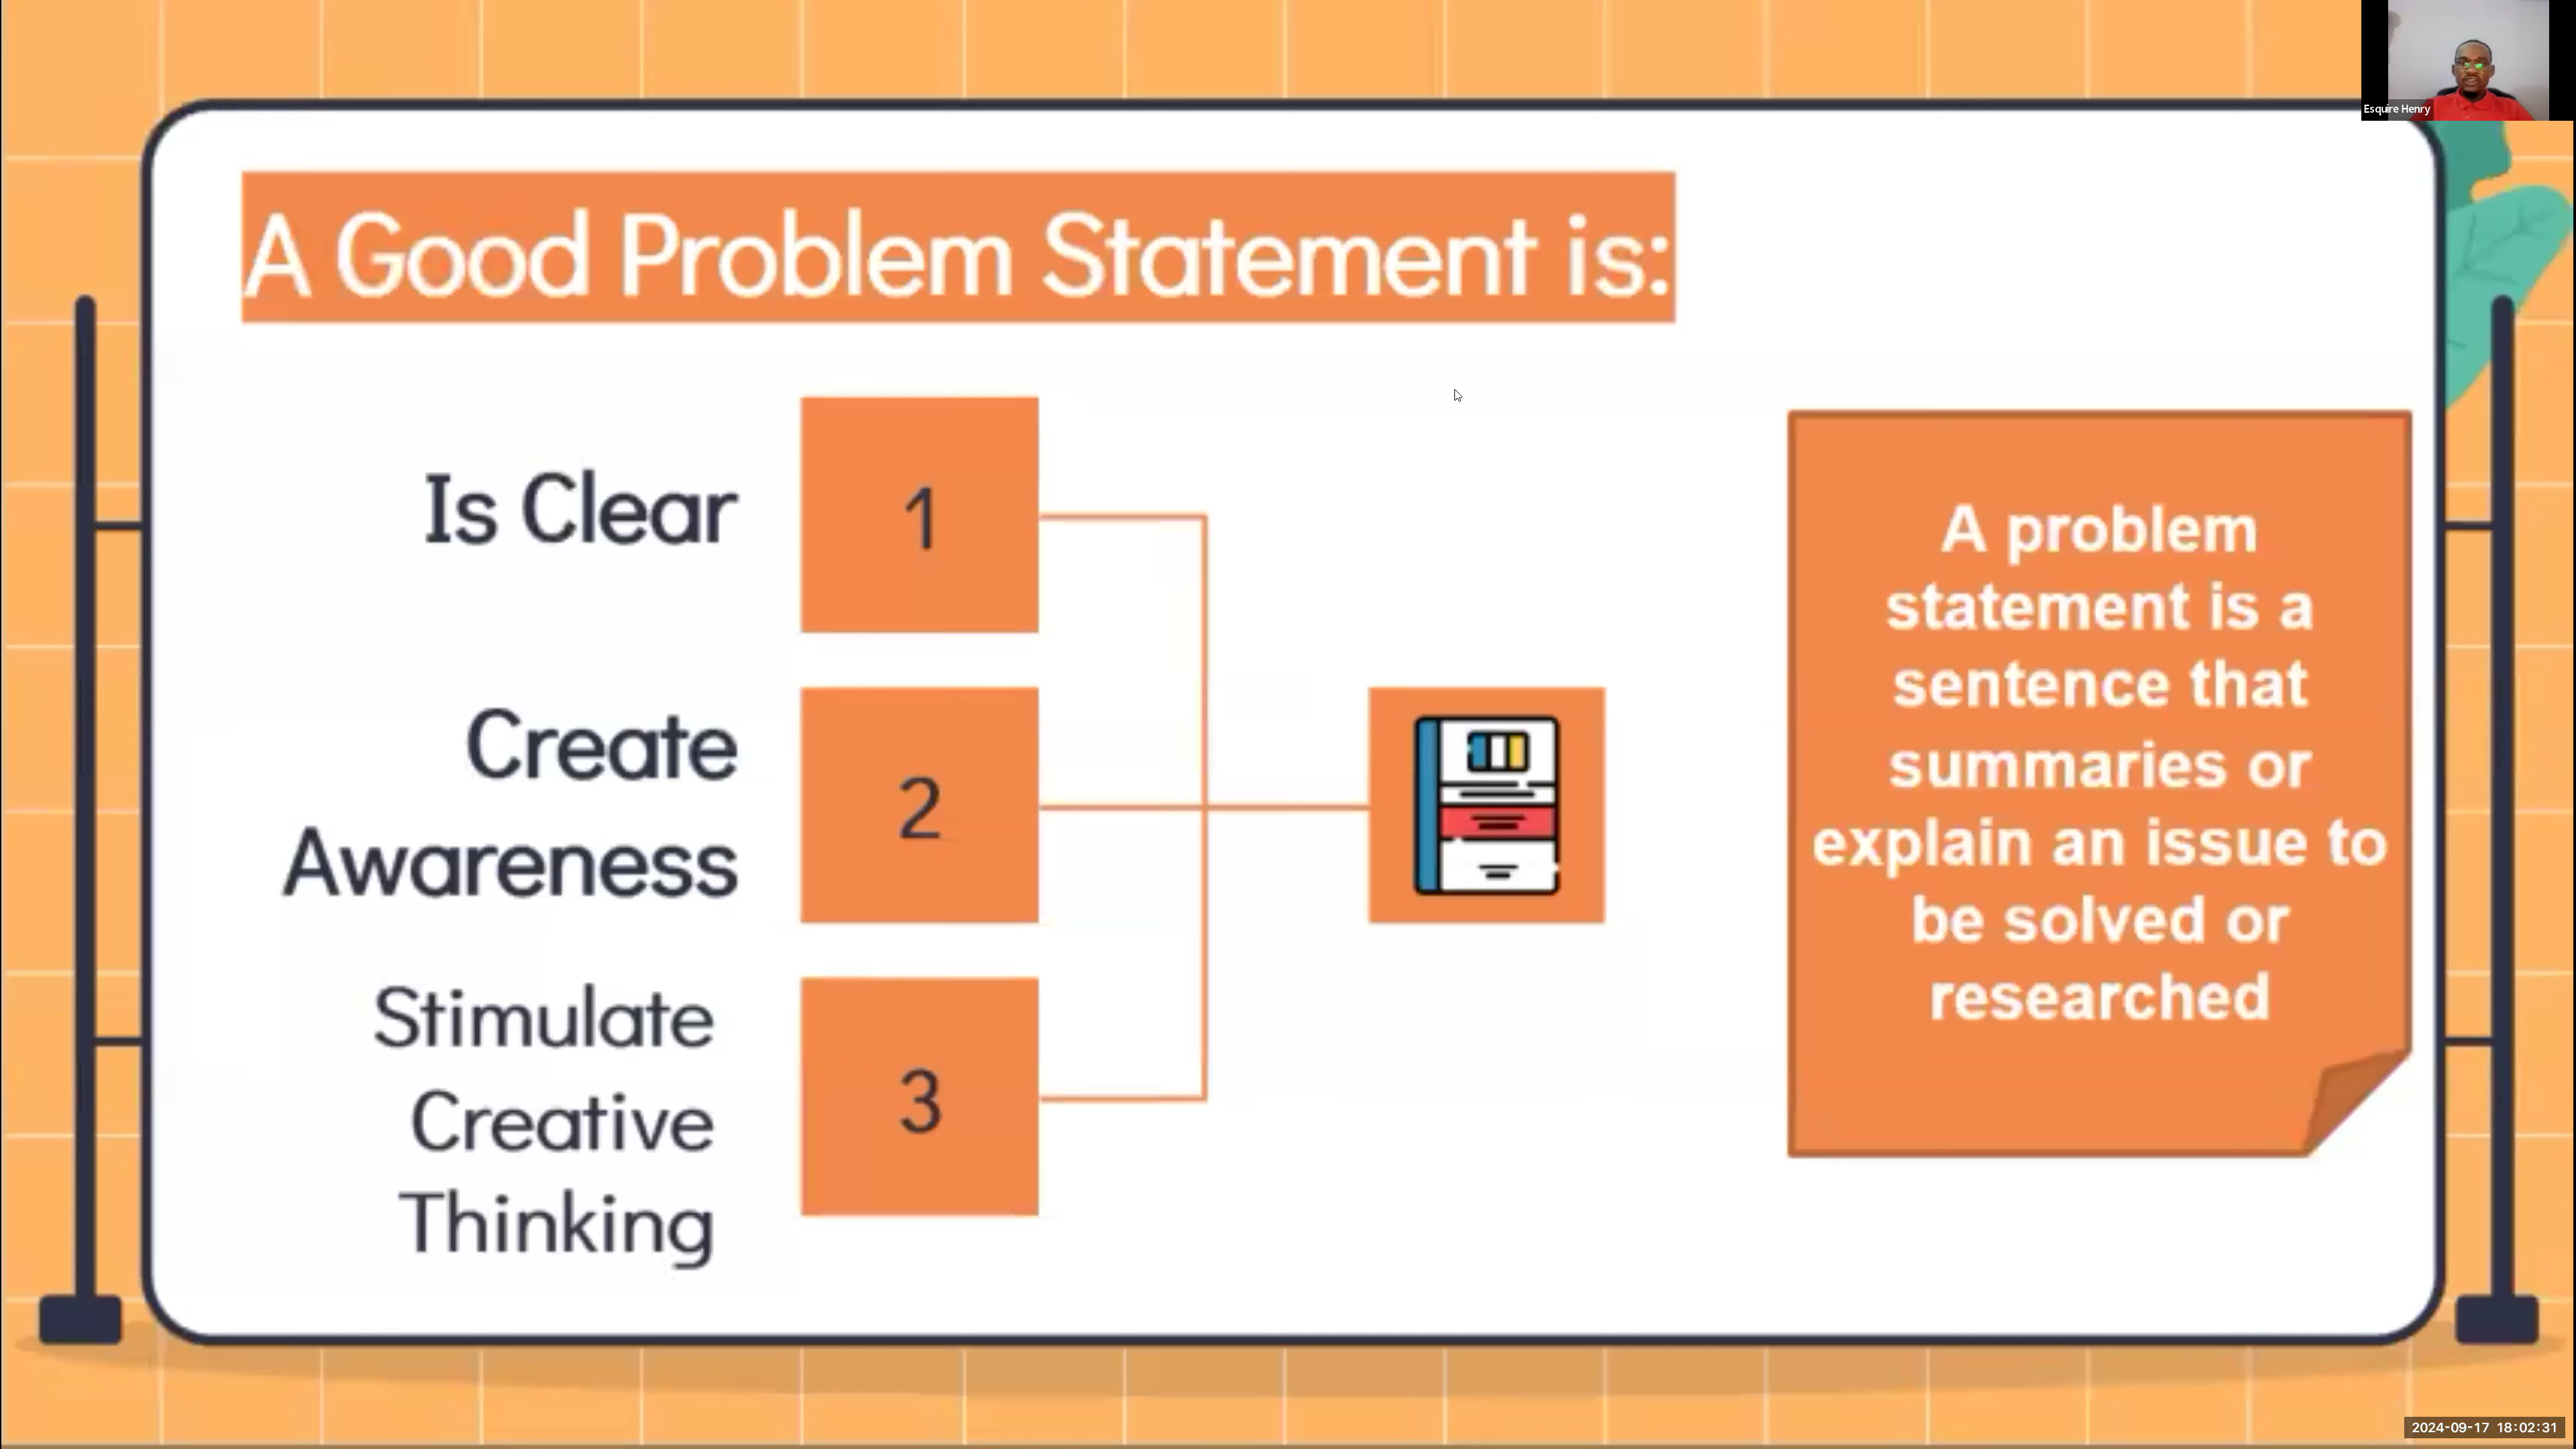 Esquire Henry
A Good Problem Statement is:
Is Clear
1
Create
Awareness
2
Stimulate
Creative
Thinking
3
A problem
statement is a
sentence that
summaries or
explain an issue to
be solved or
researched
2024-09-17 18:02:31